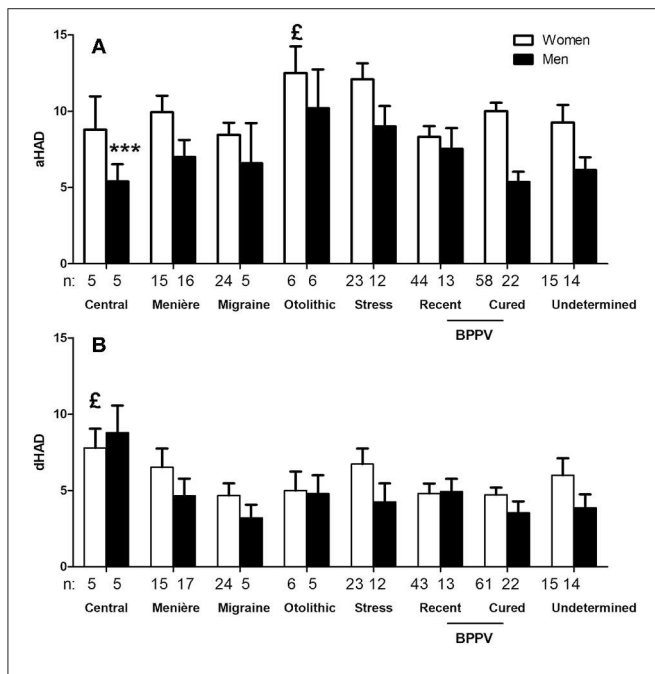 15
A
£
Women
Men
10
***
aHAD
5
0
n: 5 5 15 16 24 5 6 6 23 12 44 13 58 22 15 14
Central Menière Migraine Otolithic Stress Recent Cured Undetermined
BPPV
15
B
£
10
dHAD
5
0
n: 5 5 15 17 24 5 6 5 23 12 43 13 61 22 15 14
Central Menière Migraine Otolithic Stress Recent Cured Undetermined
BPPV